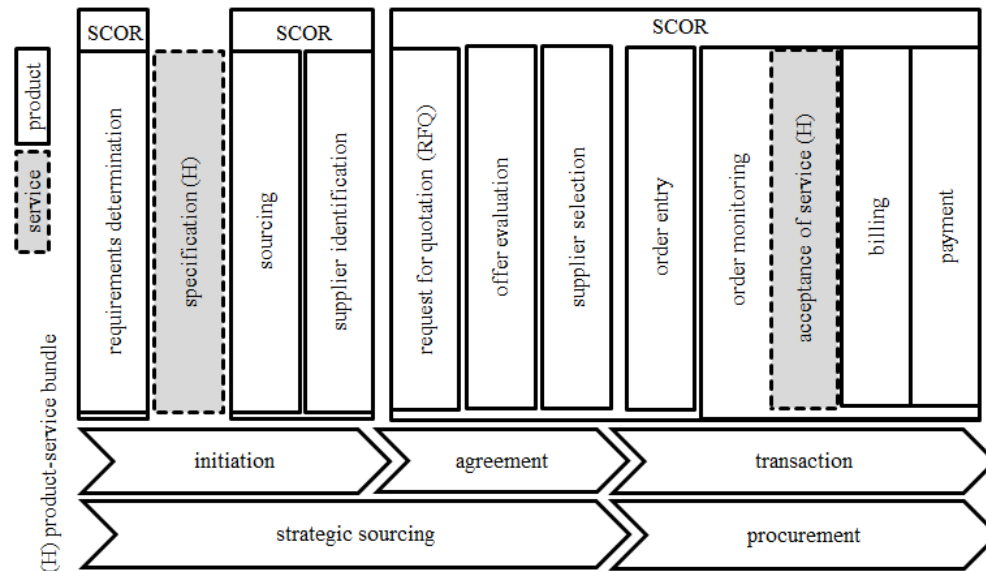 SCOR
SCOR
SCOR
product
service
(H) product-service bundle
requirements determination
specification (H)
sourcing
supplier identification
request for quotation (RFQ)
offer evaluation
supplier selection
order entry
order monitoring
acceptance of service (H)
billing
payment
initiation
agreement
transaction
strategic sourcing
procurement